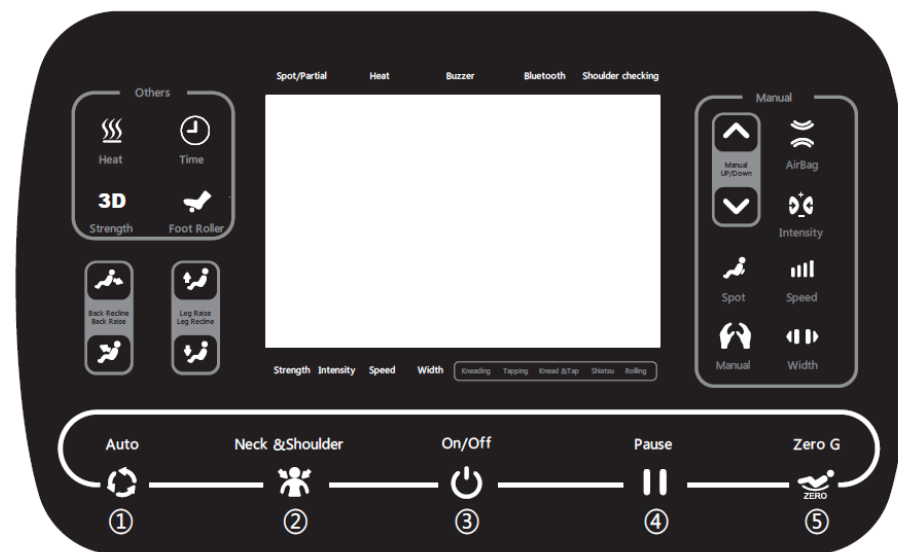 Spot/Partial Heat Buzzer Bluetooth Shoulder checking
Others
Heat Time
3D
Strength Foot Roller
Back Recline
Back Raise
Leg Raise
Leg Recline
Manual
Manual
UP/Down
AirBag
Intensity
Spot Speed
Manual Width
Strength Intensity Speed Width Kneading Tapping Knead &Tap Shiatsu Rolling
Auto Neck &Shoulder On/Off Pause Zero G
ZERO
① ② ③ ④ ⑤